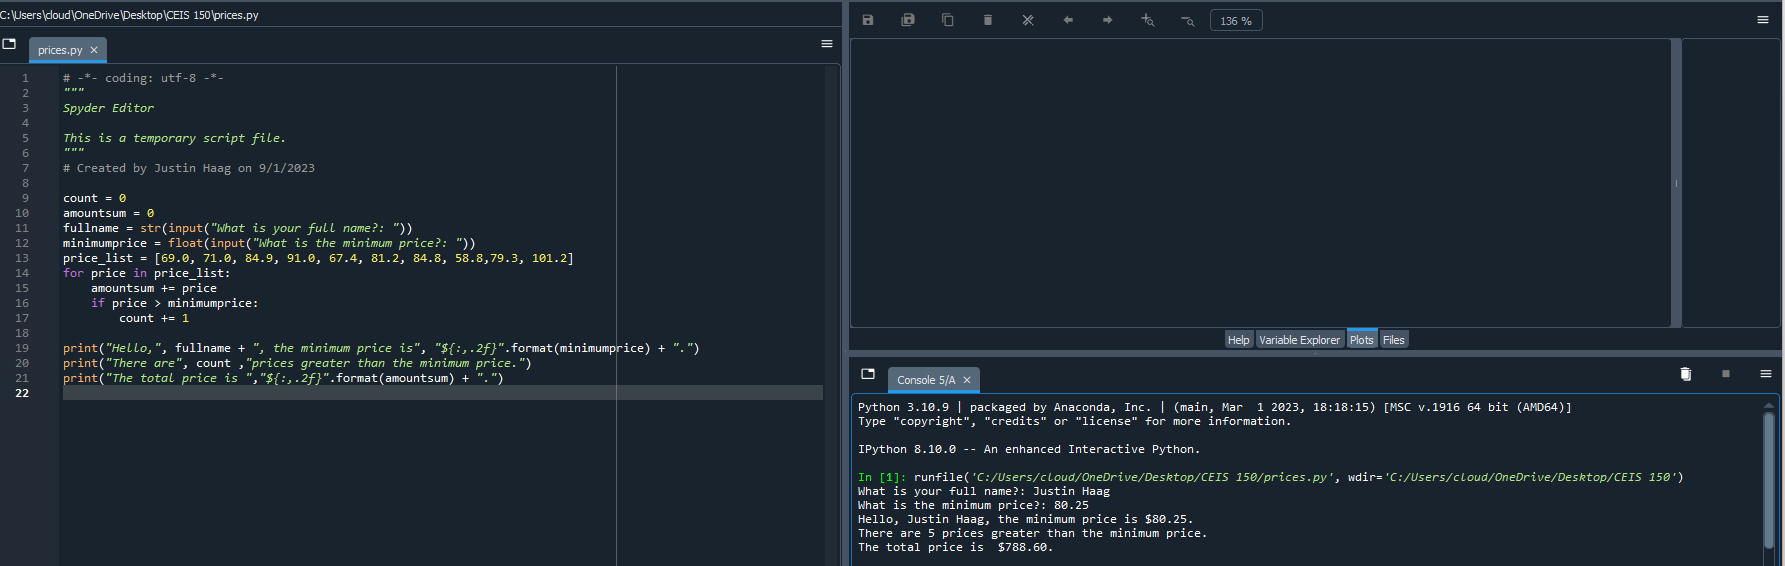 C:\Users\cloud\OneDrive\Desktop\CEIS 150\prices.py
prices.py
1 # -*- coding: utf-8 -*-
2 """
3 Spyder Editor
4
5 This is a temporary script file.
6 """
7 # Created by Justin Haag on 9/1/2023
8
9 count = 0
10 amountsum = 0
11 fullname = str(input("What is your full name?: "))
12 minimumprice = float(input("What is the minimum price?: "))
13 price_list = [69.0, 71.0, 84.9, 91.0, 67.4, 81.2, 84.8, 58.8,79.3, 101.2]
14 for price in price_list:
15     amountsum += price
16     if price > minimumprice:
17         count += 1
18
19 print("Hello,", fullname + ", the minimum price is", "${:,.2f}".format(minimumprice) + ".")
20 print("There are", count ,"prices greater than the minimum price.")
21 print("The total price is ","${:,.2f}".format(amountsum) + ".")
22
136 %
Help Variable Explorer Plots Files
Console 5/A
Python 3.10.9 | packaged by Anaconda, Inc. | (main, Mar  1 2023, 18:18:15) [MSC v.1916 64 bit (AMD64)]
Type "copyright", "credits" or "license" for more information.
IPython 8.10.0 -- An enhanced Interactive Python.
In [1]: runfile('C:/Users/cloud/OneDrive/Desktop/CEIS 150/prices.py', wdir='C:/Users/cloud/OneDrive/Desktop/CEIS 150')
What is your full name?: Justin Haag
What is the minimum price?: 80.25
Hello, Justin Haag, the minimum price is $80.25.
There are 5 prices greater than the minimum price.
The total price is  $788.60.